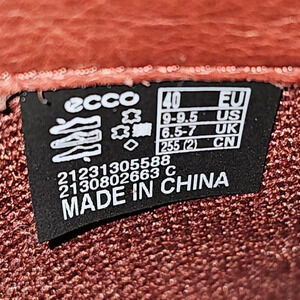 ecco
40 EU
9-9.5 US
6.5-7 UK
255 (2) CN
21231305588
2130802663 C
MADE IN CHINA